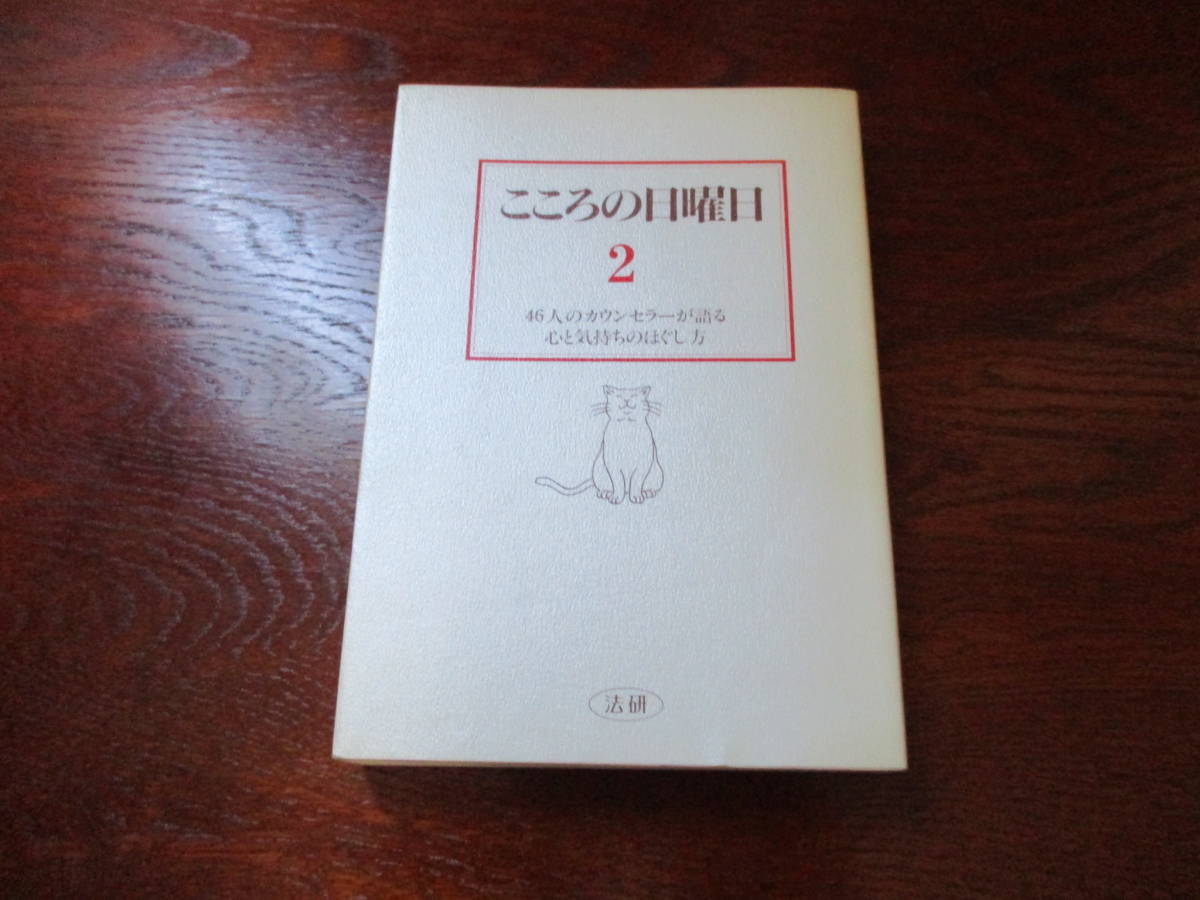 こころの日曜日
2
46人のカウンセラーが語る
心と気持ちのほぐし方
法研